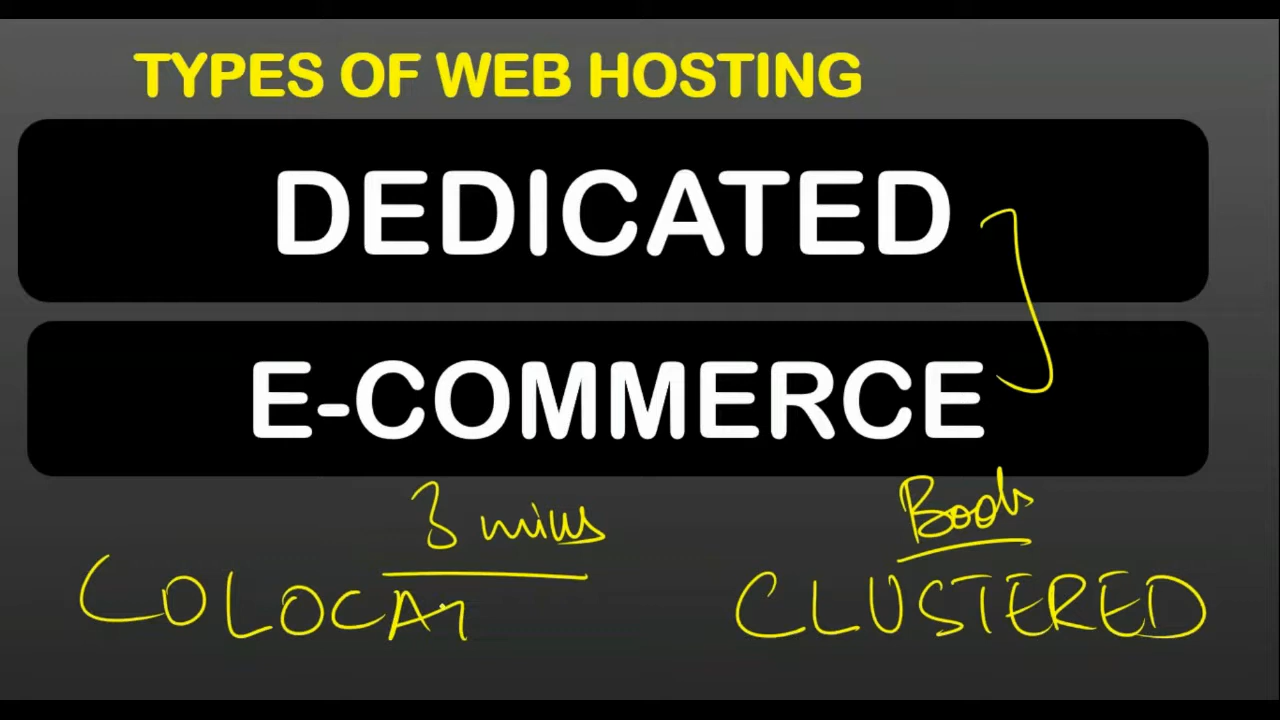 TYPES OF WEB HOSTING
DEDICATED
E-COMMERCE
3 mins
COLOCAT
CLUSTERED